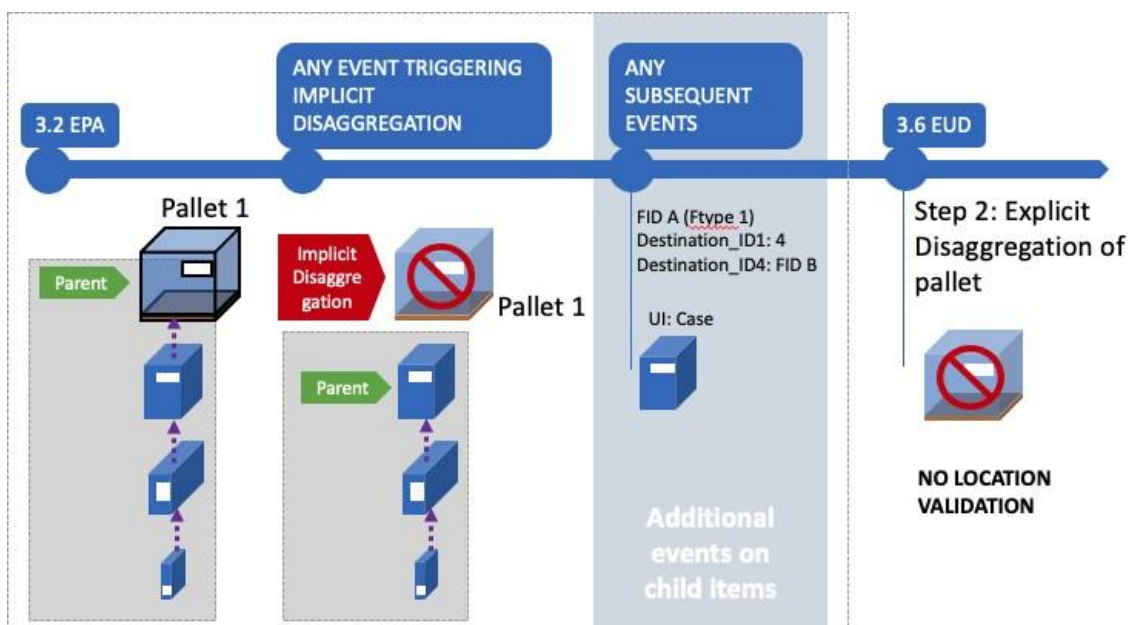 3.2 EPA
ANY EVENT TRIGGERING
IMPLICIT
DISAGGREGATION
ANY
SUBSEQUENT
EVENTS
3.6 EUD
Pallet 1
Parent
Implicit
Disaggre
gation
Pallet 1
Parent
FID A (Ftype 1)
Destination_ID1: 4
Destination_ID4: FID B
UI: Case
Additional
events on
child items
Step 2: Explicit
Disaggregation of
pallet
NO LOCATION
VALIDATION